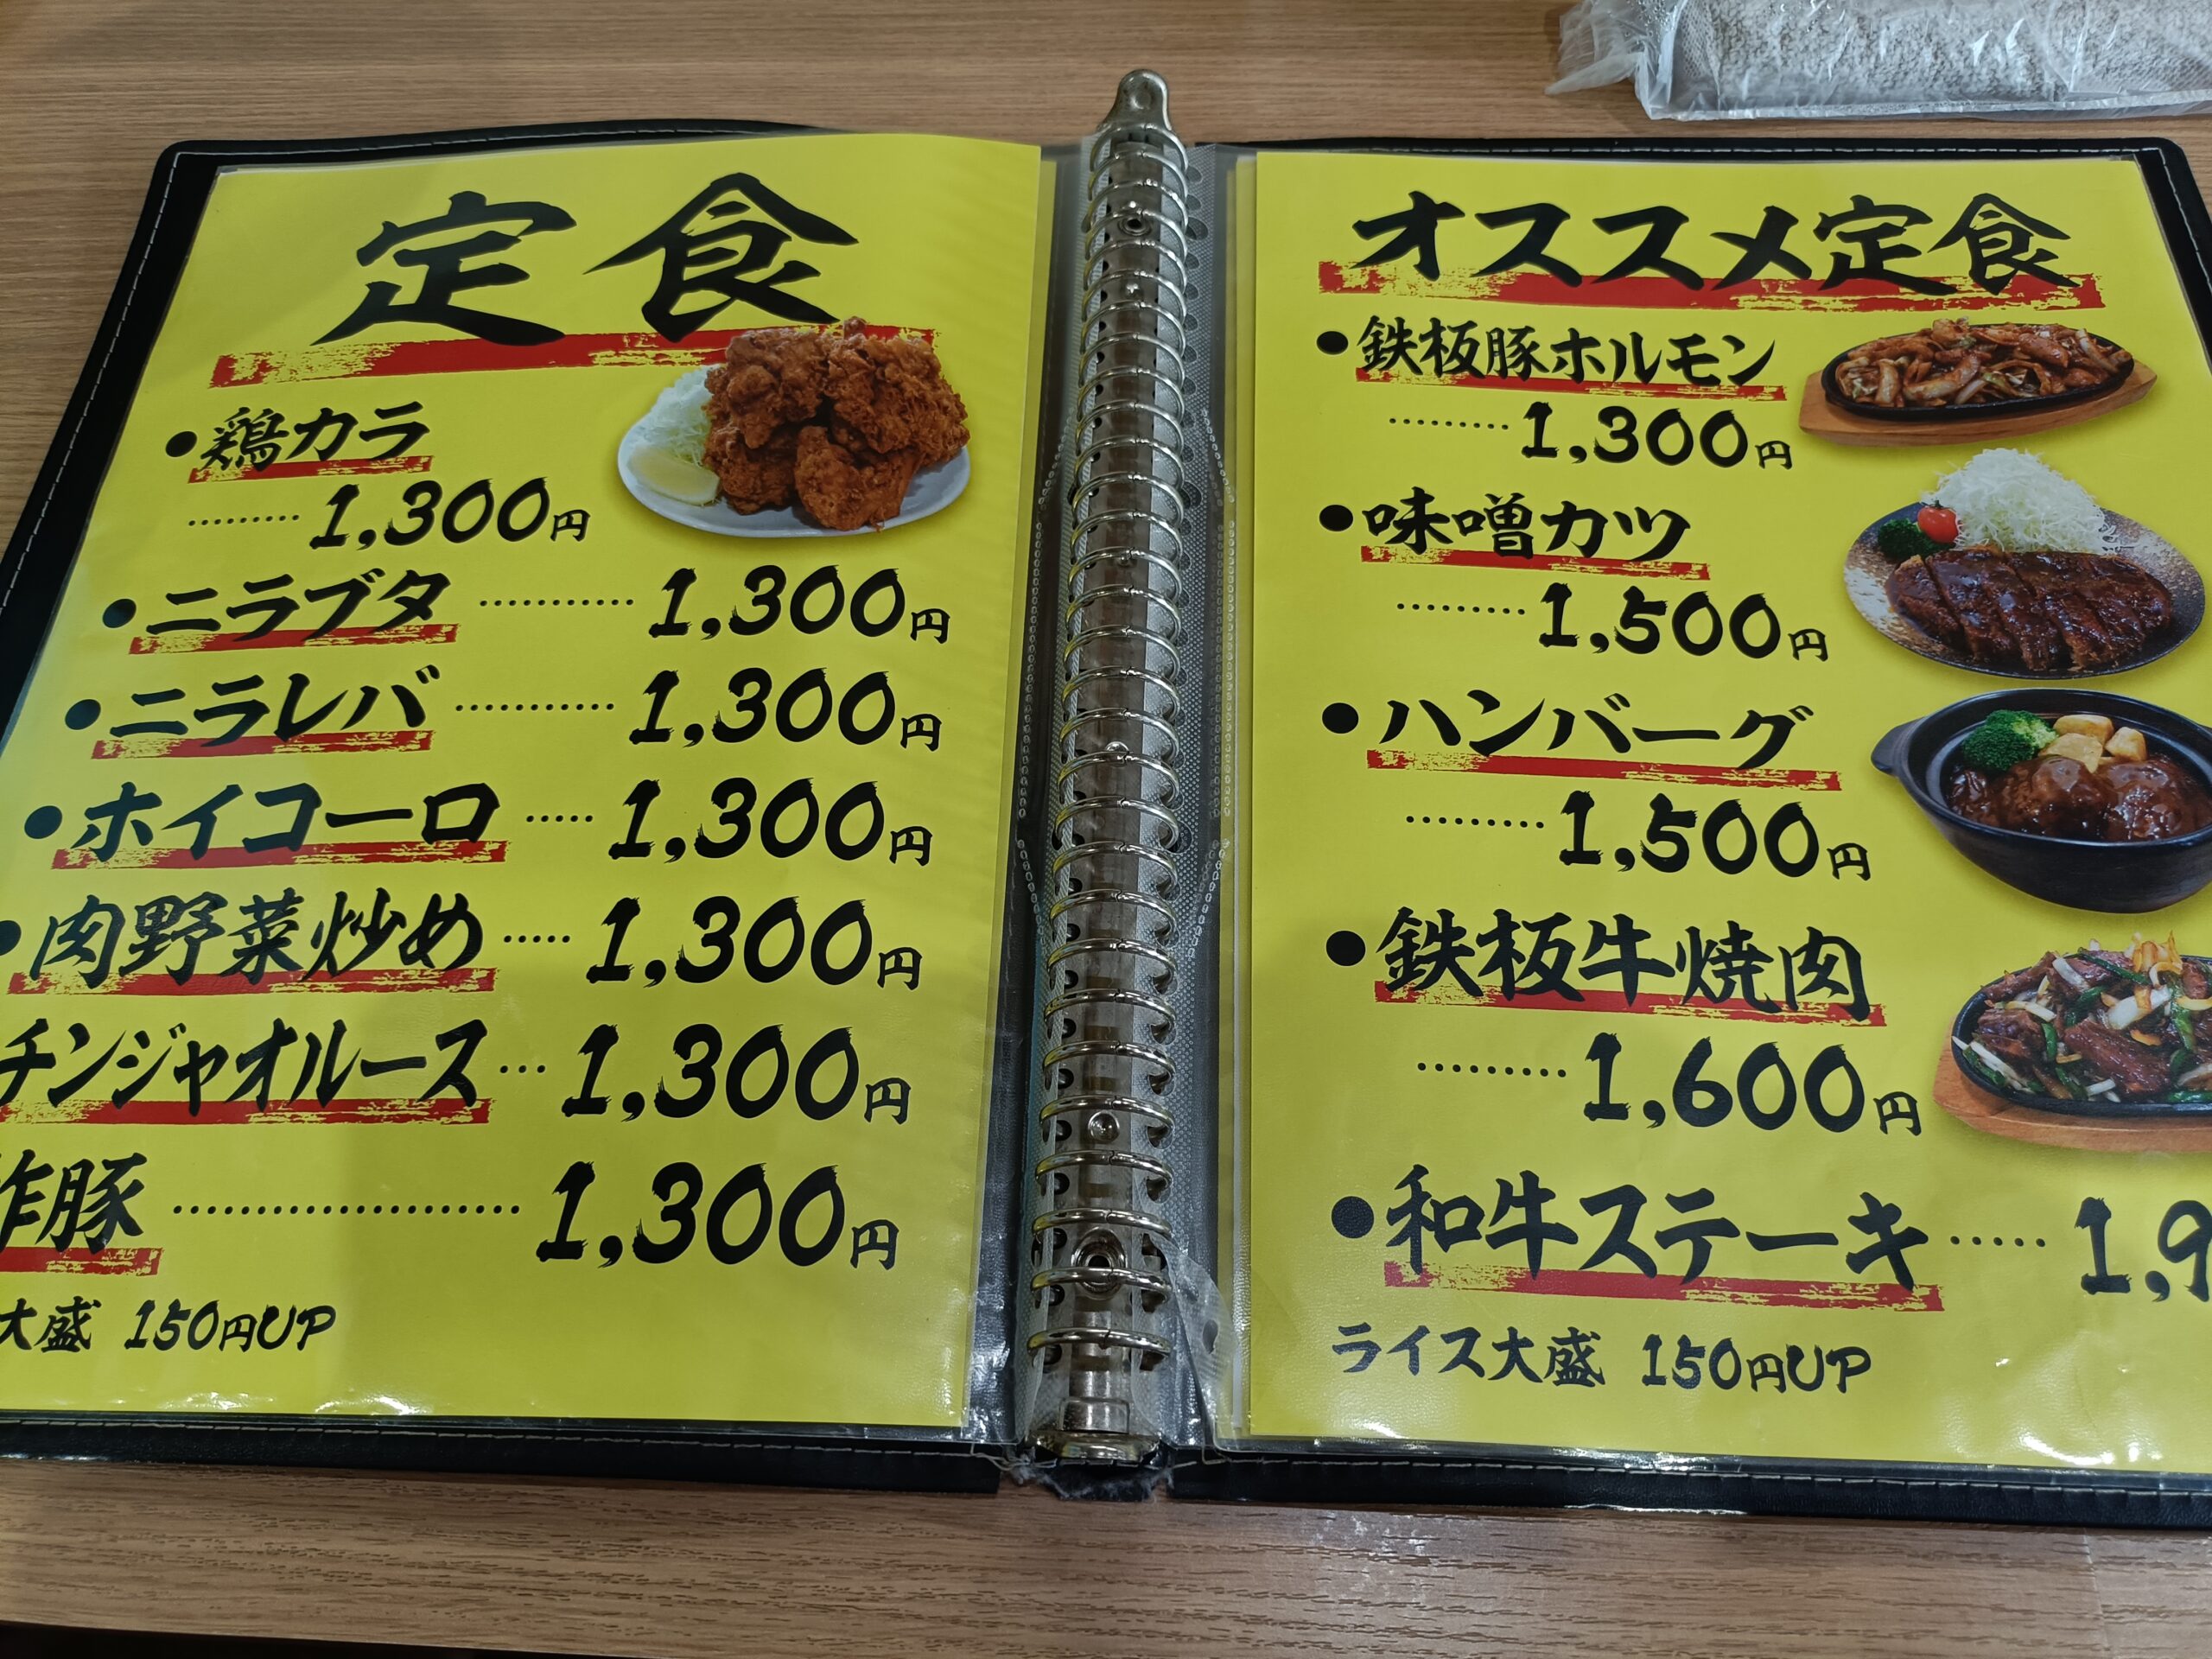 定食
●鶏カラ
………1,300円
●ニラブタ…………1,300円
●ニラレバ…………1,300円
●ホイコーロ……1,300円
●肉野菜炒め……1,300円
チンジャオルース…1,300円
豚…………………1,300円
大盛 150円UP
オススメ定食
●鉄板豚ホルモン
………1,300円
●味噌カツ
………1,500円
●ハンバーグ
………1,500円
●鉄板牛焼肉
………1,600円
●和牛ステーキ……1,9
ライス大盛 150円UP